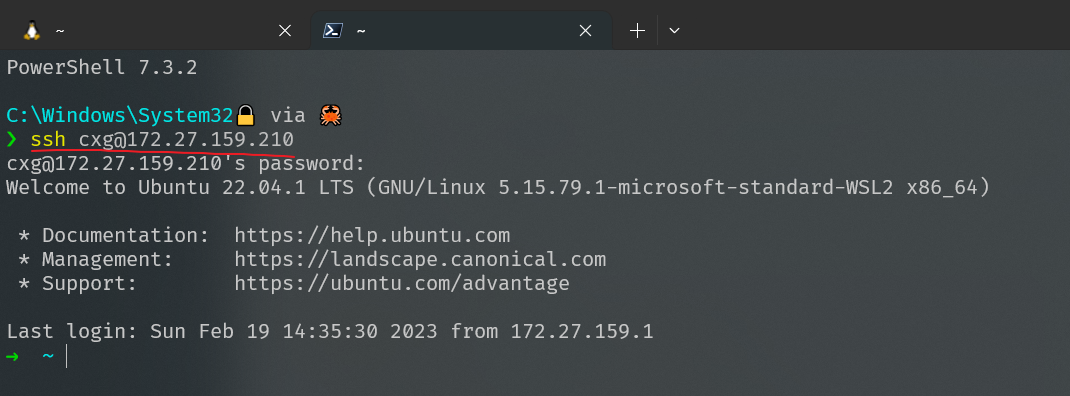 ~ ~
PowerShell 7.3.2
C:\Windows\System32🔒 via 🦀
❯ ssh cxg@172.27.159.210
cxg@172.27.159.210's password:
Welcome to Ubuntu 22.04.1 LTS (GNU/Linux 5.15.79.1-microsoft-standard-WSL2 x86_64)
* Documentation:  https://help.ubuntu.com
* Management:     https://landscape.canonical.com
* Support:        https://ubuntu.com/advantage
Last login: Sun Feb 19 14:35:30 2023 from 172.27.159.1
→ ~